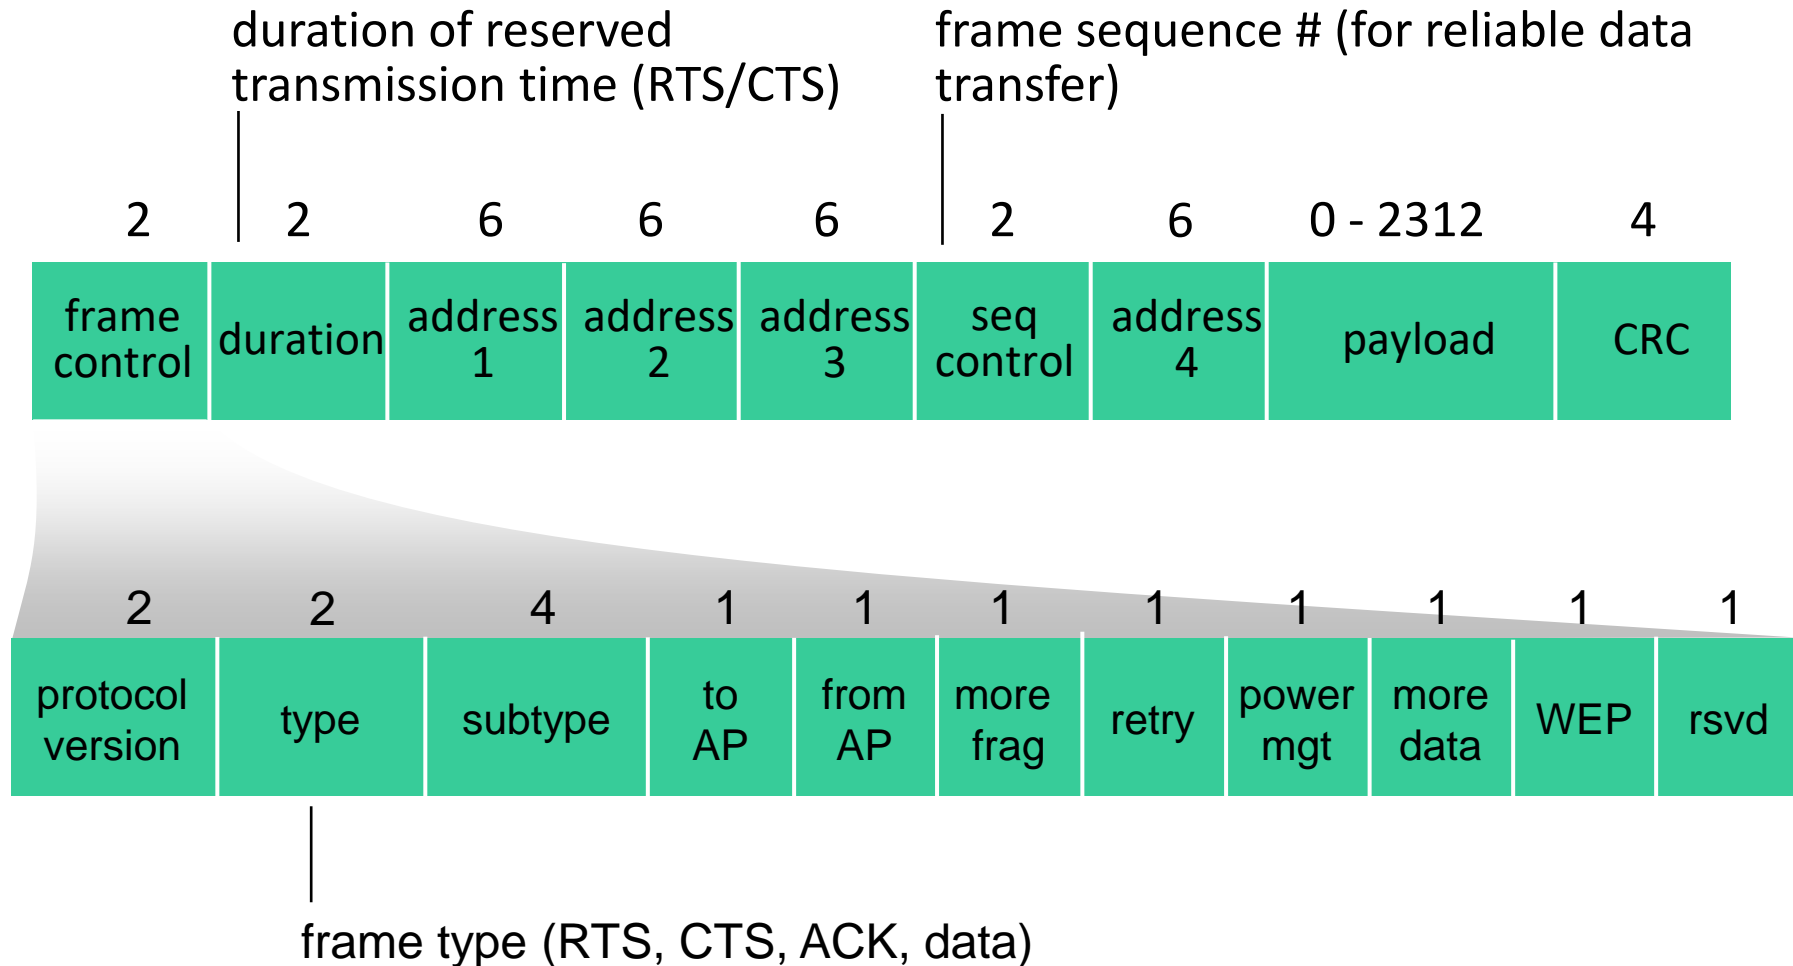 duration of reserved
transmission time (RTS/CTS)
frame sequence # (for reliable data
transfer)
2 2 6 6 6 2 6 0 - 2312 4
frame
control
duration
address
1
address
2
address
3
seq
control
address
4
payload
CRC
2 2 4 1 1 1 1 1 1 1 1
protocol
version
type
subtype
to
AP
from
AP
more
frag
retry
power
mgt
more
data
WEP
rsvd
frame type (RTS, CTS, ACK, data)